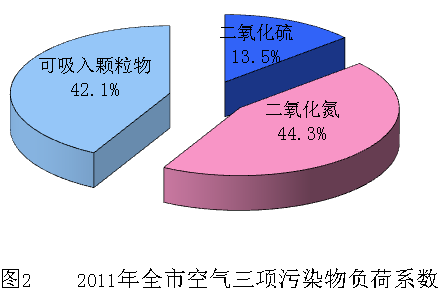 二氧化硫
13.5%
可吸入颗粒物
42.1%
二氧化氮
44.3%
图2 2011年全市空气三项污染物负荷系数